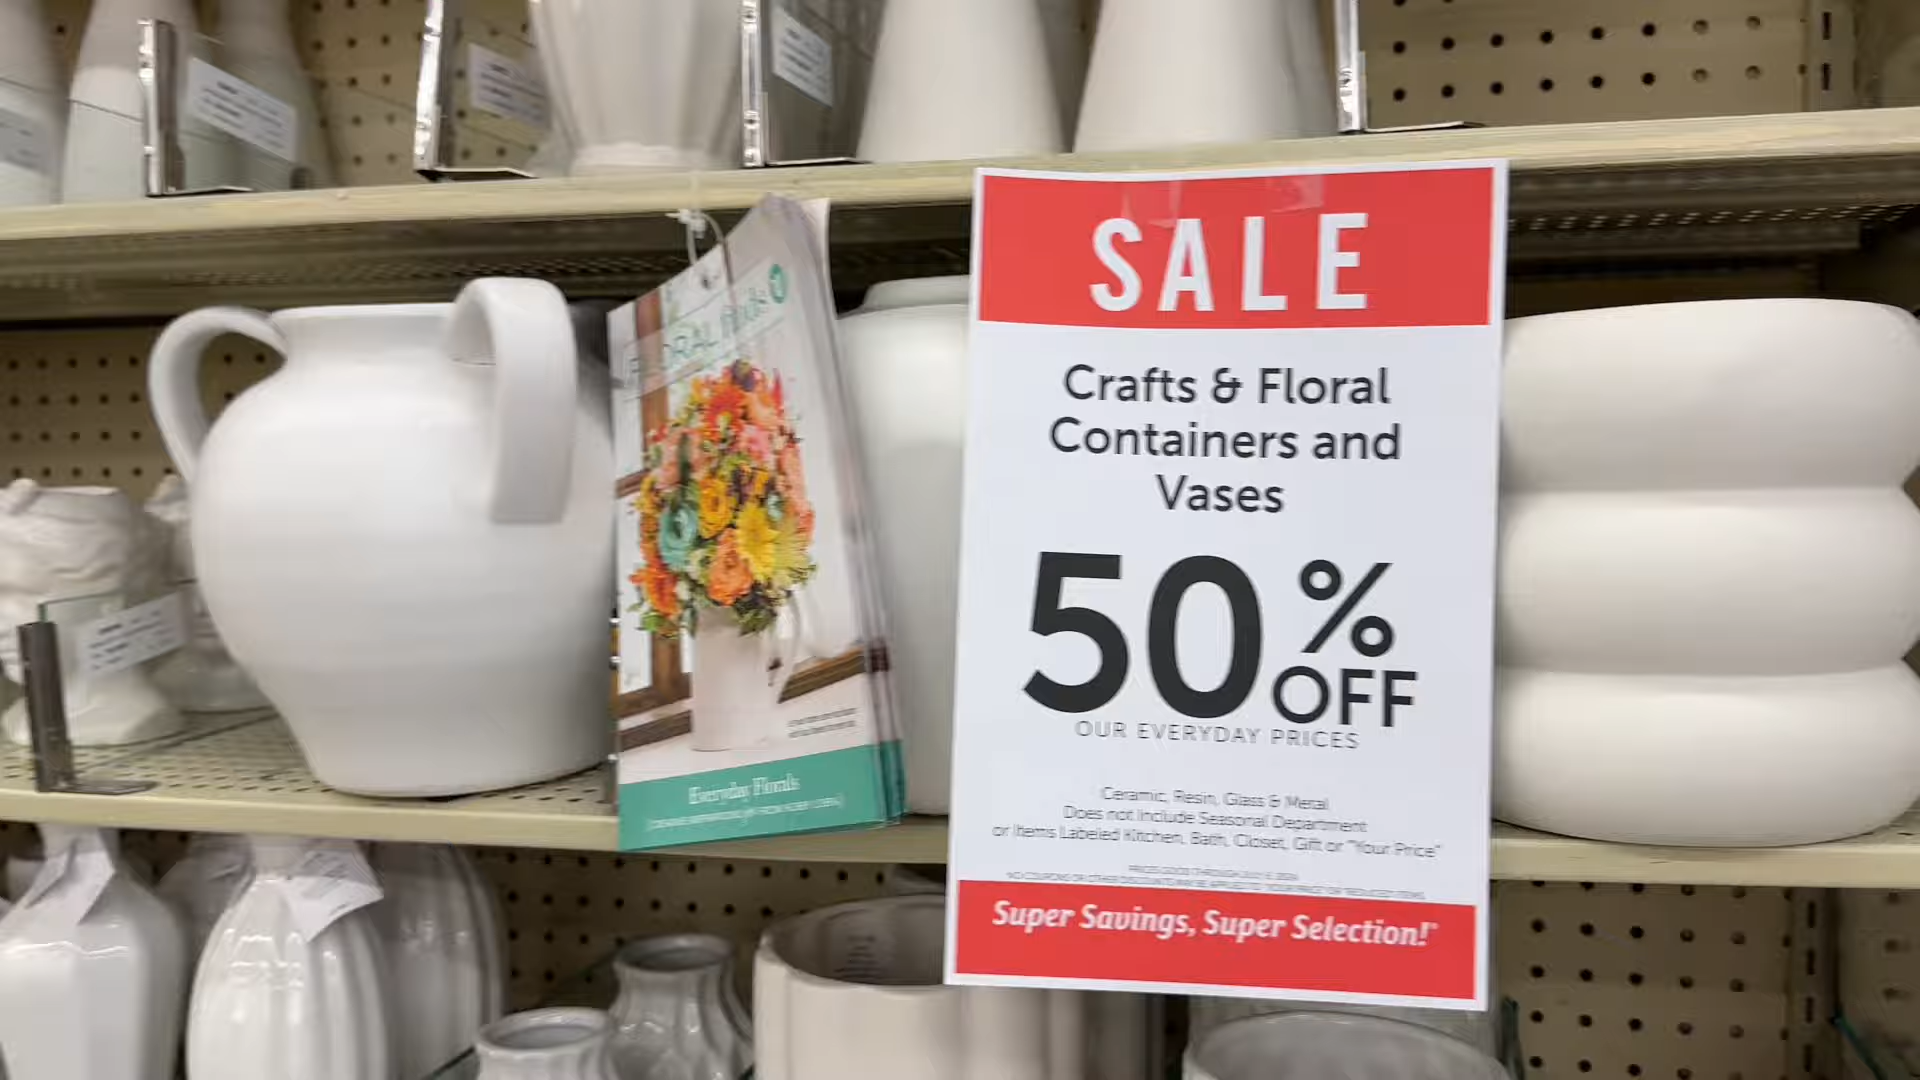 SALE
Crafts & Floral
Containers and
Vases
50% OFF
OUR EVERYDAY PRICES
Ceramic, Resin, Glass & Metal
Does not Include Seasonal Department
or Items Labeled Kitchen, Bath, Closet, Gift or "Your Price"
Super Savings, Super Selection!
FLORAL
Everyday Florals